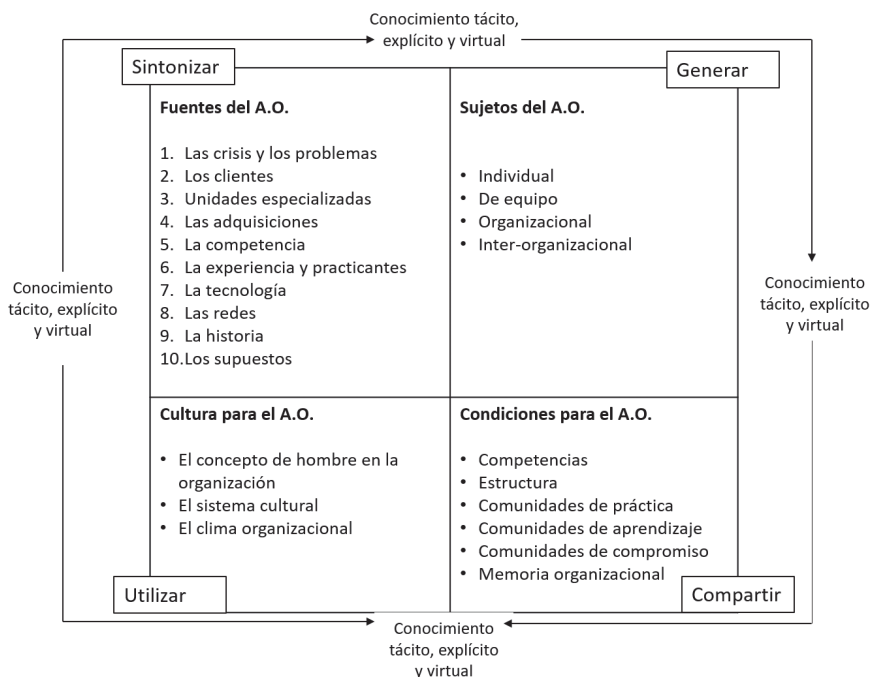 Conocimiento tácito,
explícito y virtual
Sintonizar
Generar
Fuentes del A.O.
1. Las crisis y los problemas
2. Los clientes
3. Unidades especializadas
4. Las adquisiciones
5. La competencia
6. La experiencia y practicantes
7. La tecnología
8. Las redes
9. La historia
10.Los supuestos
Sujetos del A.O.
• Individual
• De equipo
• Organizacional
• Inter-organizacional
Conocimiento
tácito, explícito
y virtual
Conocimiento
tácito, explícito
y virtual
Cultura para el A.O.
• El concepto de hombre en la
organización
• El sistema cultural
• El clima organizacional
Condiciones para el A.O.
• Competencias
• Estructura
• Comunidades de práctica
• Comunidades de aprendizaje
• Comunidades de compromiso
• Memoria organizacional
Utilizar
Compartir
Conocimiento
tácito, explícito
y virtual